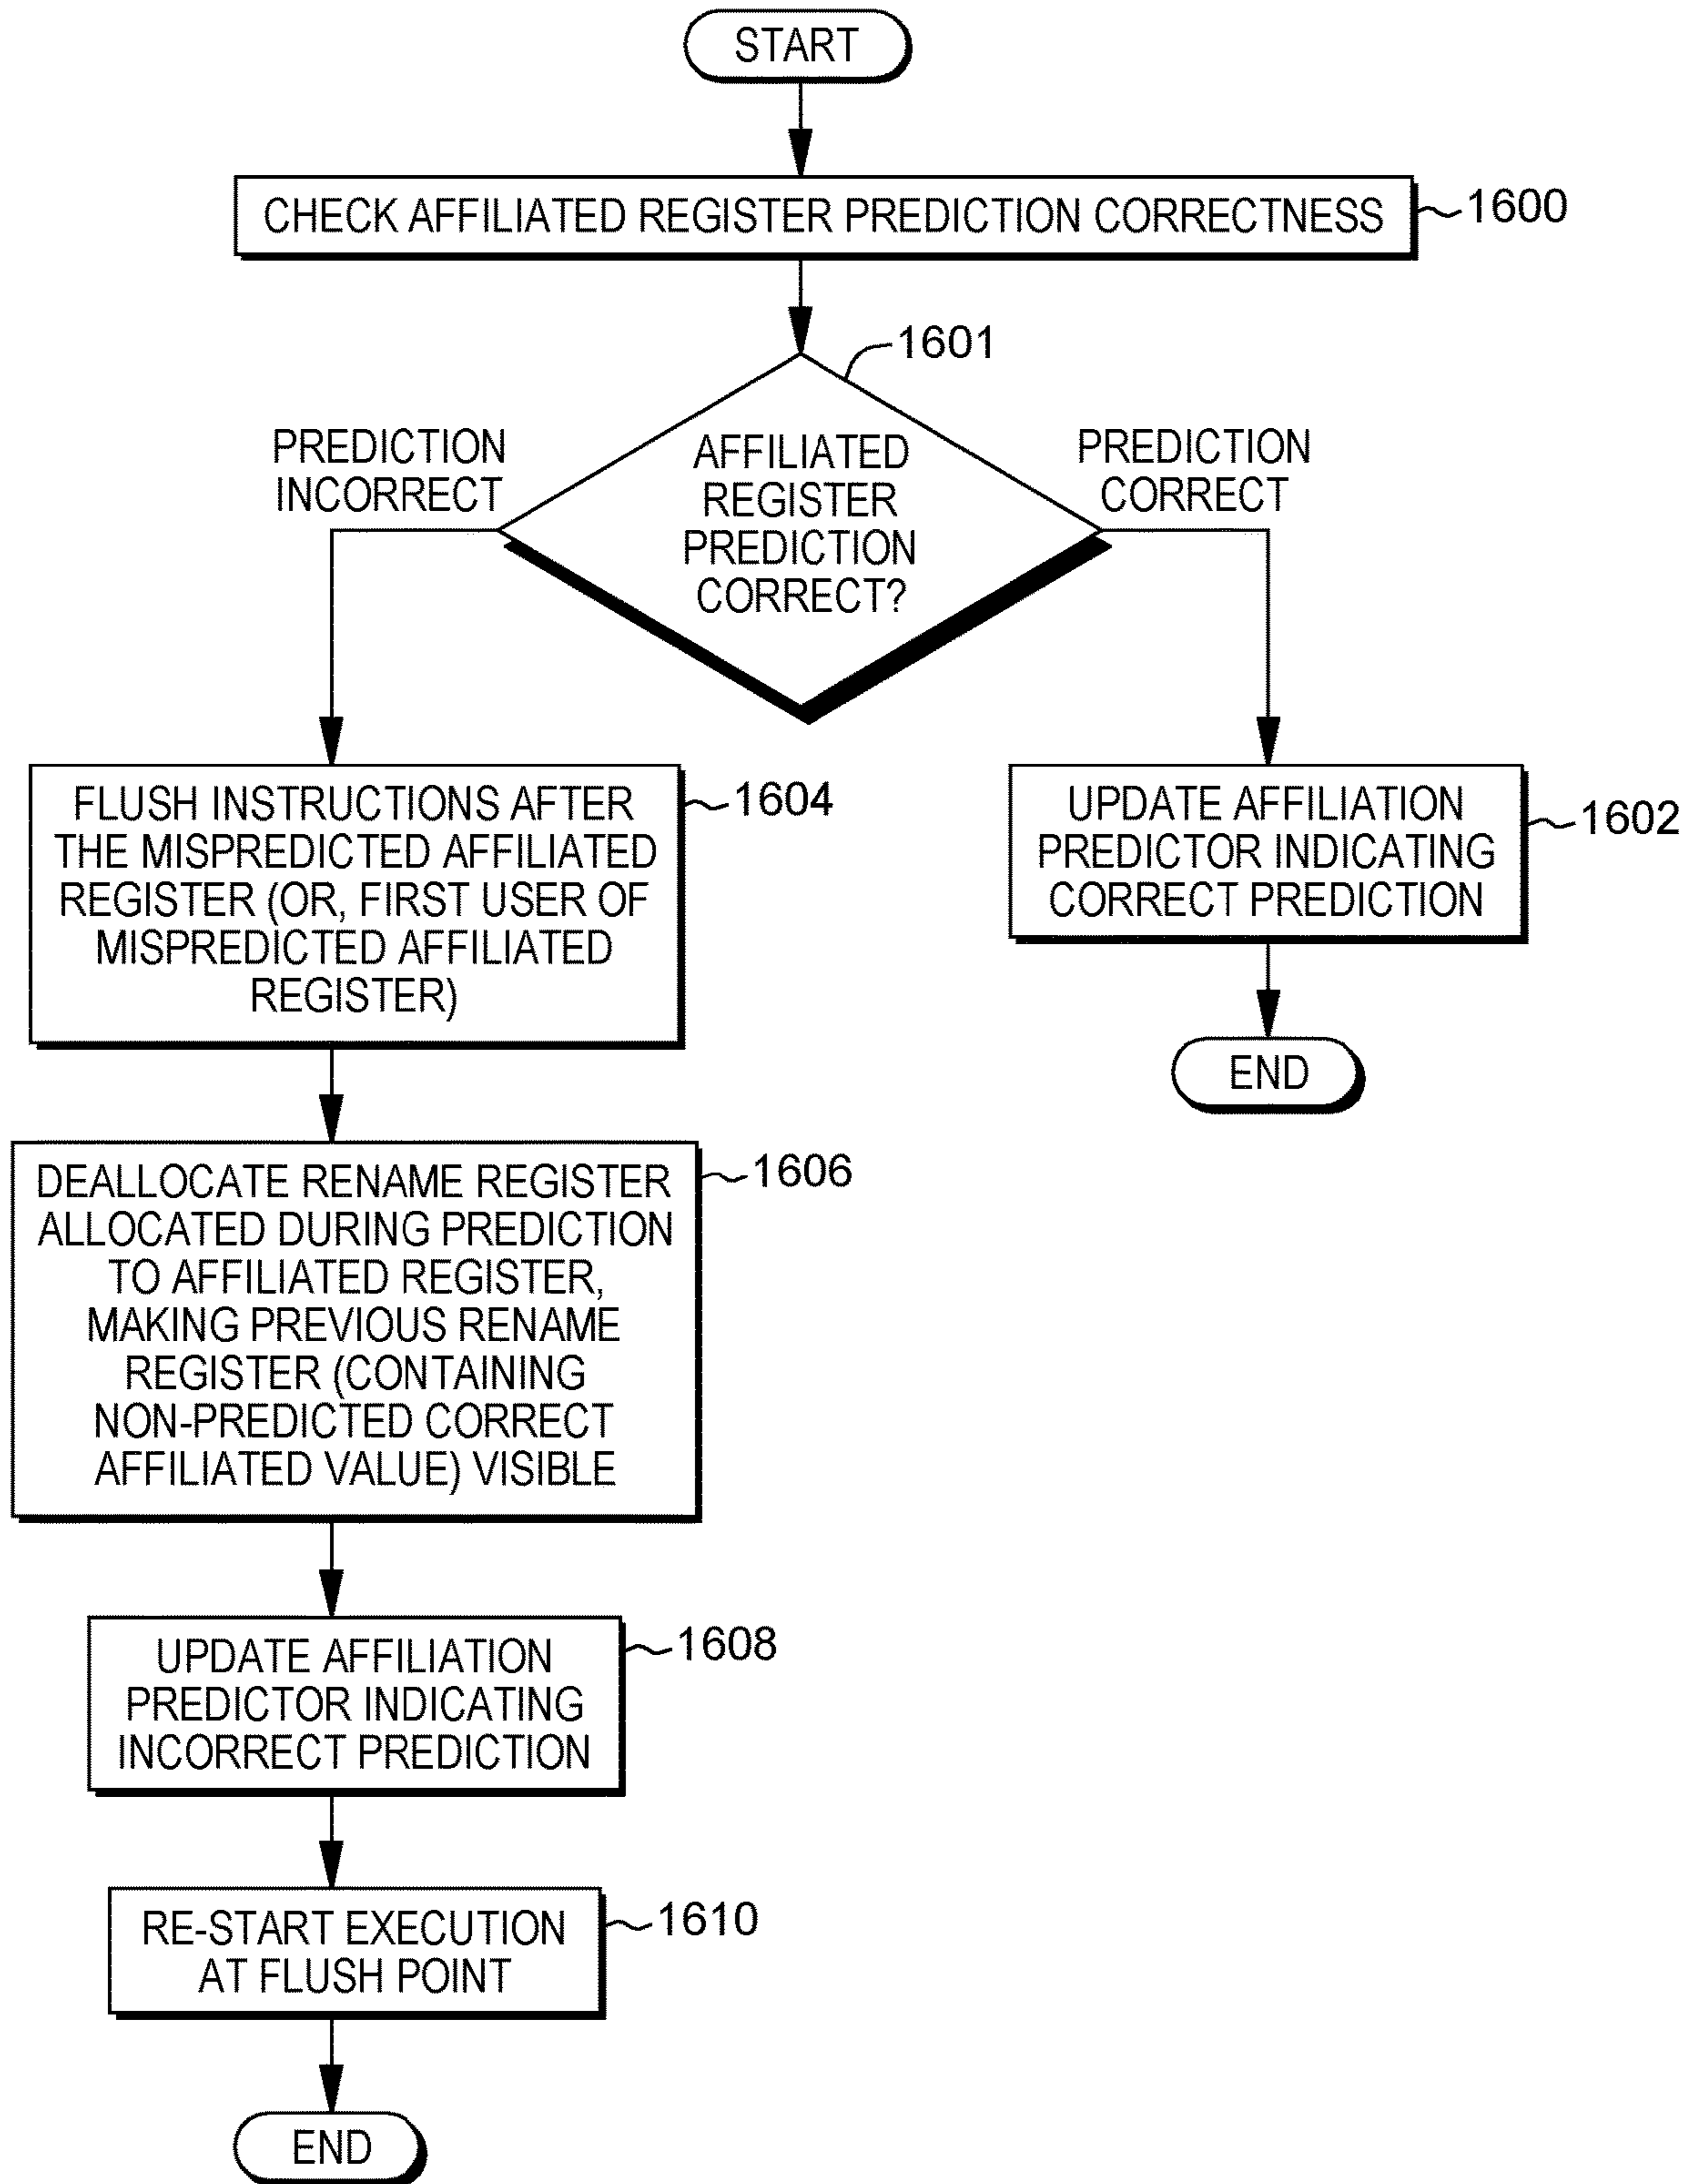 START
CHECK AFFILIATED REGISTER PREDICTION CORRECTNESS
1600
1601
PREDICTION
INCORRECT
AFFILIATED
REGISTER
PREDICTION
CORRECT?
PREDICTION
CORRECT
FLUSH INSTRUCTIONS AFTER
THE MISPREDICTED AFFILIATED
REGISTER (OR, FIRST USER OF
MISPREDICTED AFFILIATED
REGISTER)
1604
UPDATE AFFILIATION
PREDICTOR INDICATING
CORRECT PREDICTION
1602
END
DEALLOCATE RENAME REGISTER
ALLOCATED DURING PREDICTION
TO AFFILIATED REGISTER,
MAKING PREVIOUS RENAME
REGISTER (CONTAINING
NON-PREDICTED CORRECT
AFFILIATED VALUE) VISIBLE
1606
UPDATE AFFILIATION
PREDICTOR INDICATING
INCORRECT PREDICTION
1608
RE-START EXECUTION
AT FLUSH POINT
1610
END